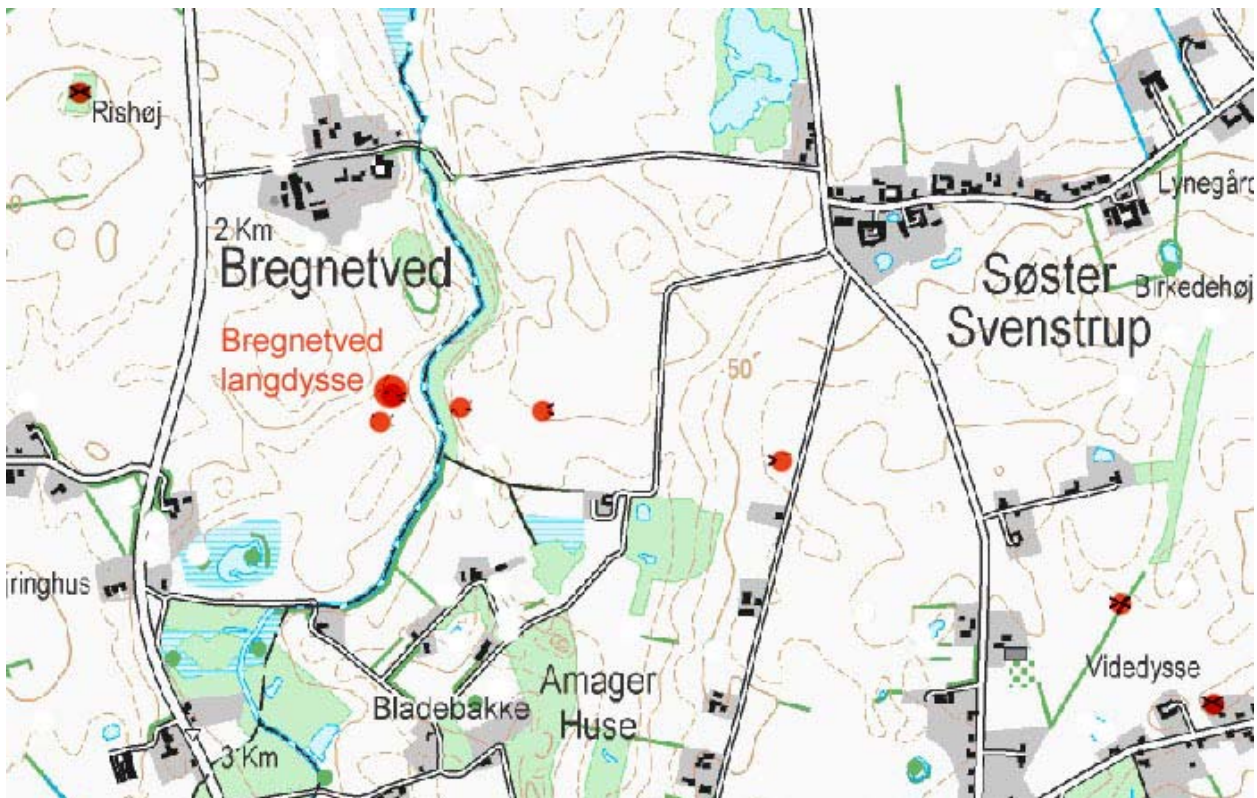 Rishøj
Lynegård
2 Km
Bregnetved
Søster
Svenstrup
Birkedehøj
Bregnetved
langdysse
50
ringhus
Videdysse
Amager
Huse
Bladebakke
3 Km